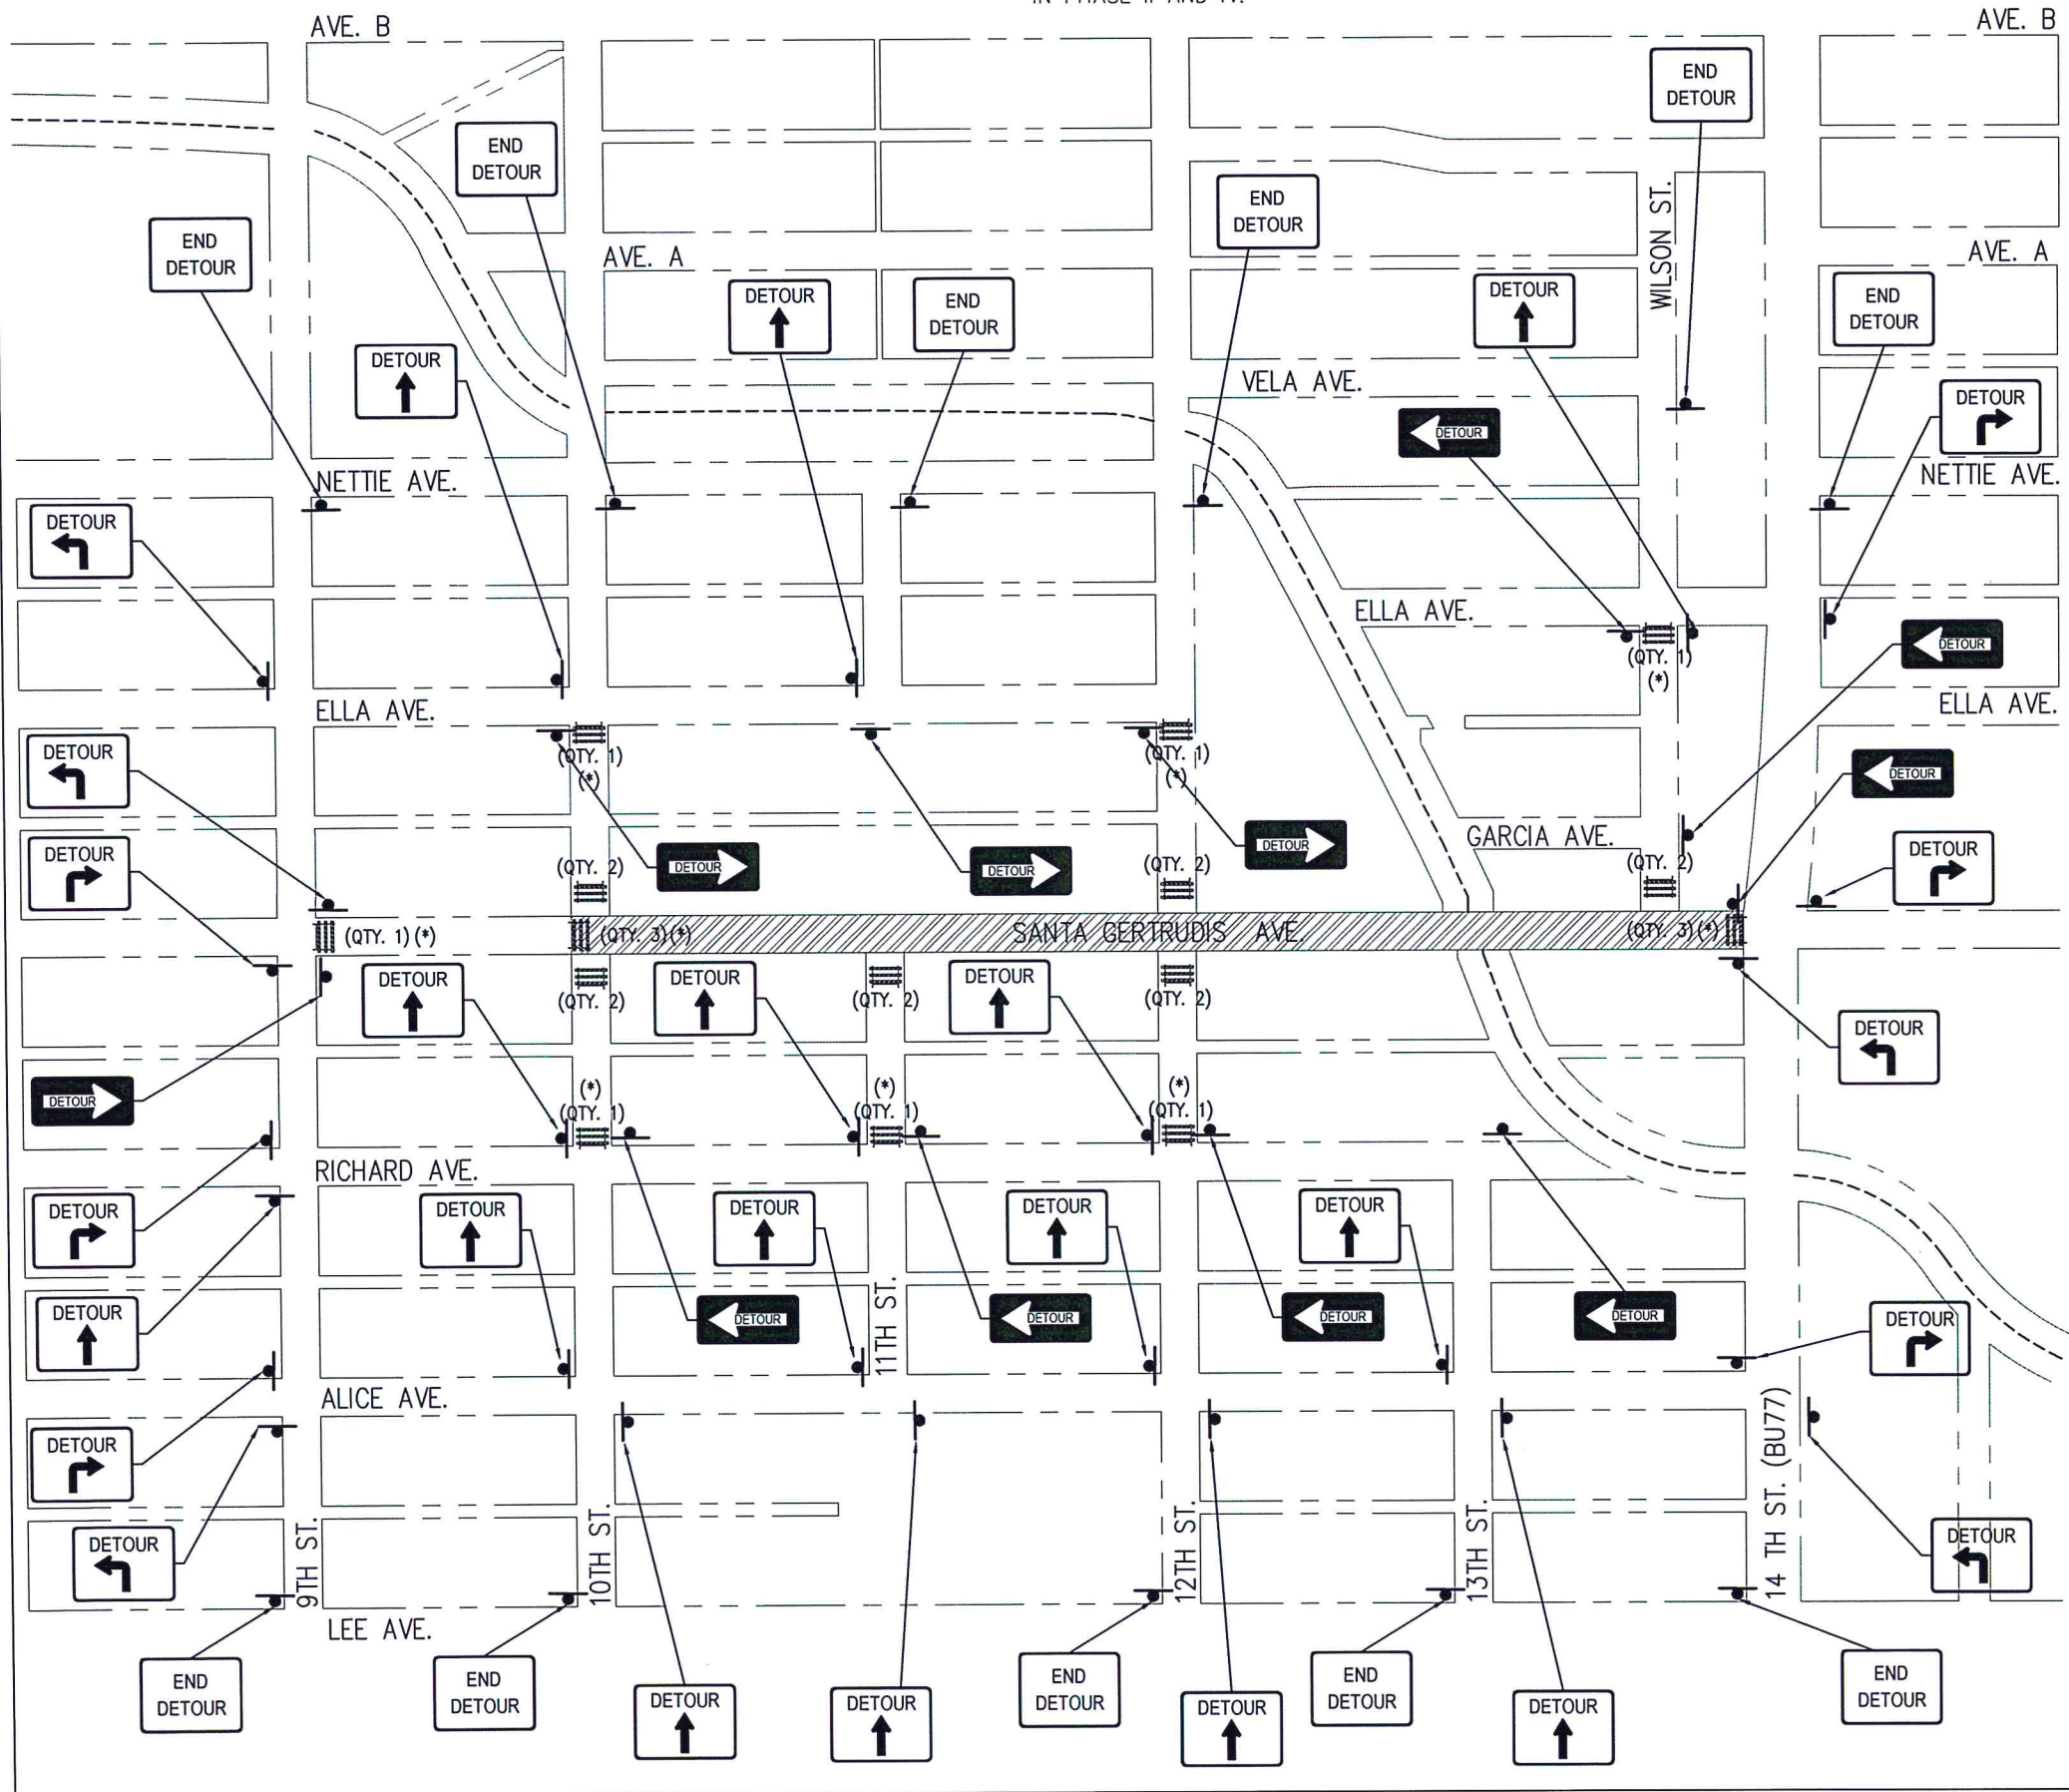 IN PHASE II AND IV.
AVE. B
AVE. B
END
DETOUR
END
DETOUR
END
DETOUR
WILSON ST.
END
DETOUR
AVE. A
AVE. A
DETOUR
END
DETOUR
DETOUR
END
DETOUR
DETOUR
VELA AVE.
DETOUR
DETOUR
NETTIE AVE.
NETTIE AVE.
DETOUR
ELLA AVE.
DETOUR
(QTY. 1)
(*)
ELLA AVE.
ELLA AVE.
DETOUR
(QTY. 1)
(*)
(QTY. 1)
(*)
DETOUR
GARCIA AVE.
DETOUR
DETOUR
DETOUR
DETOUR
DETOUR
(QTY. 2)
(QTY. 2)
(QTY. 2)
(QTY. 1) (*)
(QTY. 3)(*)
SANTA GERTRUDIS AVE.
(QTY. 3)(*)
DETOUR
DETOUR
DETOUR
(QTY. 2)
(QTY. 2)
(QTY. 2)
DETOUR
DETOUR
(*)
(QTY. 1)
(*)
(QTY. 1)
(*)
(QTY. 1)
RICHARD AVE.
DETOUR
DETOUR
DETOUR
DETOUR
DETOUR
DETOUR
DETOUR
DETOUR
DETOUR
DETOUR
DETOUR
11TH ST.
ALICE AVE.
DETOUR
DETOUR
DETOUR
9TH ST.
10TH ST.
12TH ST.
13TH ST.
14 TH ST. (BU77)
LEE AVE.
END
DETOUR
END
DETOUR
DETOUR
DETOUR
END
DETOUR
DETOUR
END
DETOUR
DETOUR
END
DETOUR